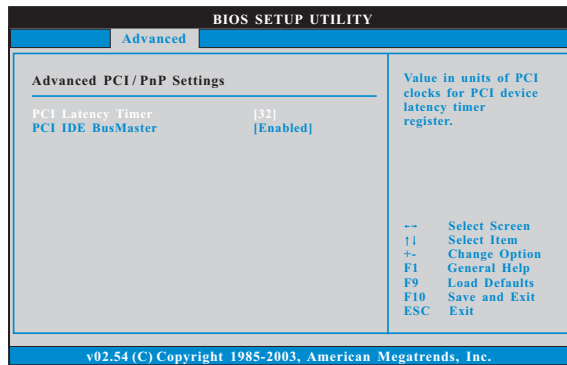 BIOS SETUP UTILITY
Advanced
Advanced PCI / PnP Settings
PCI Latency Timer [32]
PCI IDE BusMaster [Enabled]
Value in units of PCI
clocks for PCI device
latency timer
register.
←→ Select Screen
↑↓ Select Item
+- Change Option
F1 General Help
F9 Load Defaults
F10 Save and Exit
ESC Exit
v02.54 (C) Copyright 1985-2003, American Megatrends, Inc.